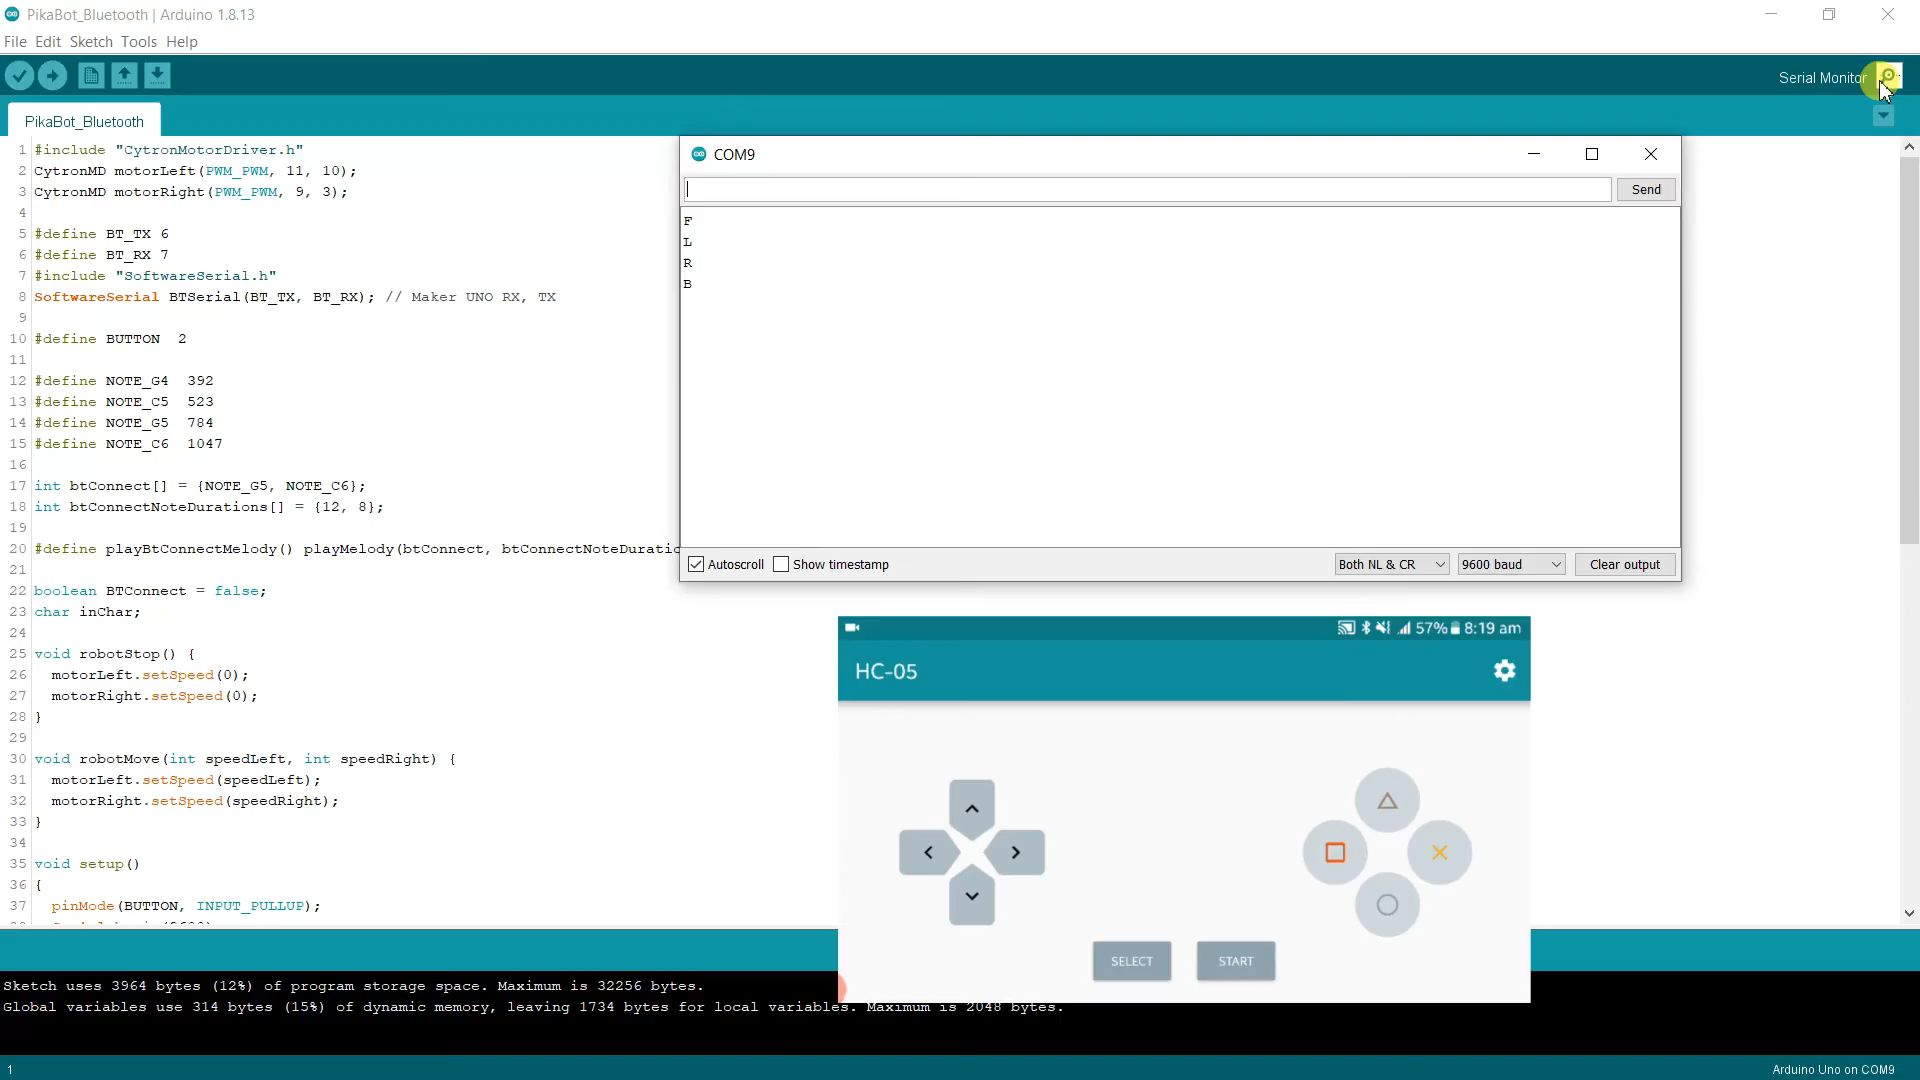 PikaBot_Bluetooth | Arduino 1.8.13
File Edit Sketch Tools Help
Serial Monitor
PikaBot_Bluetooth
1 #include "CytronMotorDriver.h"
2 CytronMD motorLeft(PWM_PWM, 11, 10);
3 CytronMD motorRight(PWM_PWM, 9, 3);
4
5 #define BT_TX 6
6 #define BT_RX 7
7 #include "SoftwareSerial.h"
8 SoftwareSerial BTSerial(BT_TX, BT_RX); // Maker UNO RX, TX
9
10 #define BUTTON 2
11
12 #define NOTE_G4 392
13 #define NOTE_C5 523
14 #define NOTE_G5 784
15 #define NOTE_C6 1047
16
17 int btConnect[] = {NOTE_G5, NOTE_C6};
18 int btConnectNoteDurations[] = {12, 8};
19
20 #define playBtConnectMelody() playMelody(btConnect, btConnectNoteDuratio
21
22 boolean BTConnect = false;
23 char inChar;
24
25 void robotStop() {
26 motorLeft.setSpeed(0);
27 motorRight.setSpeed(0);
28 }
29
30 void robotMove(int speedLeft, int speedRight) {
31 motorLeft.setSpeed(speedLeft);
32 motorRight.setSpeed(speedRight);
33 }
34
35 void setup()
36 {
37 pinMode(BUTTON, INPUT_PULLUP);
COM9
Send
F
L
R
B
Autoscroll Show timestamp Both NL & CR 9600 baud Clear output
57% 8:19 am
HC-05
SELECT START
Sketch uses 3964 bytes (12%) of program storage space. Maximum is 32256 bytes.
Global variables use 314 bytes (15%) of dynamic memory, leaving 1734 bytes for local variables. Maximum is 2048 bytes.
1 Arduino Uno on COM9